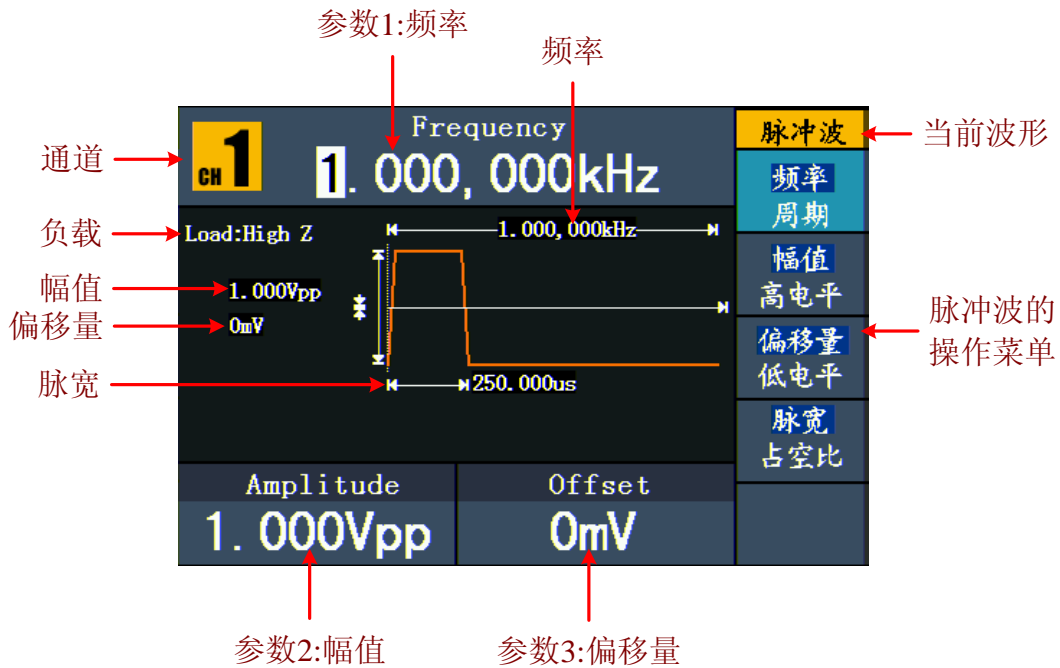 参数1:频率
频率
通道
CH 1
Frequency
1.000,000kHz
脉冲波
当前波形
频率
周期
负载
Load:High Z
1.000,000kHz
幅值
1.000Vpp
偏移量
0mV
幅值
高电平
偏移量
低电平
脉冲波的
操作菜单
脉宽
250.000us
脉宽
占空比
Amplitude
1.000Vpp
Offset
0mV
参数2:幅值
参数3:偏移量